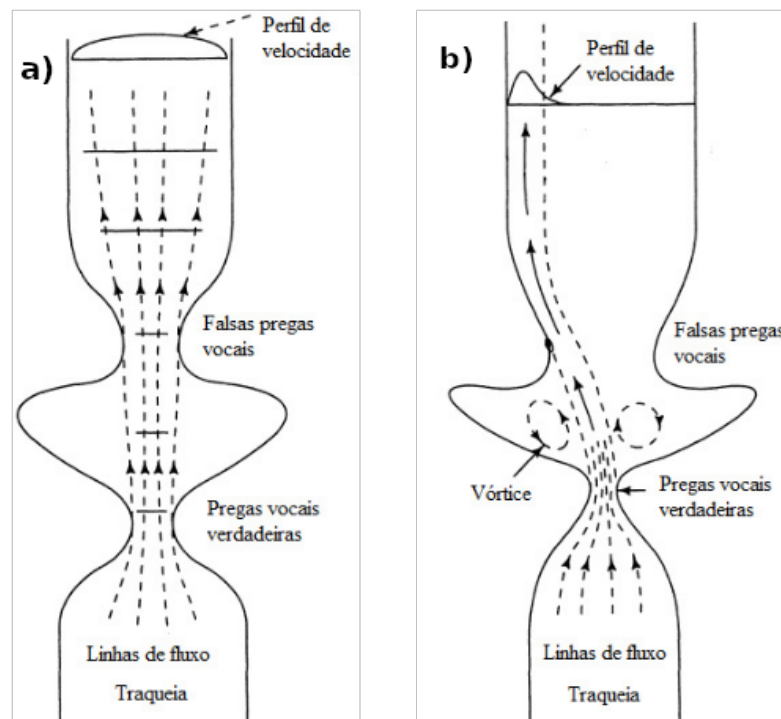 a)
Perfil de
velocidade
Falsas pregas
vocais
Pregas vocais
verdadeiras
Linhas de fluxo
Traqueia
b)
Perfil de
velocidade
Falsas pregas
vocais
Vórtice
Pregas vocais
verdadeiras
Linhas de fluxo
Traqueia